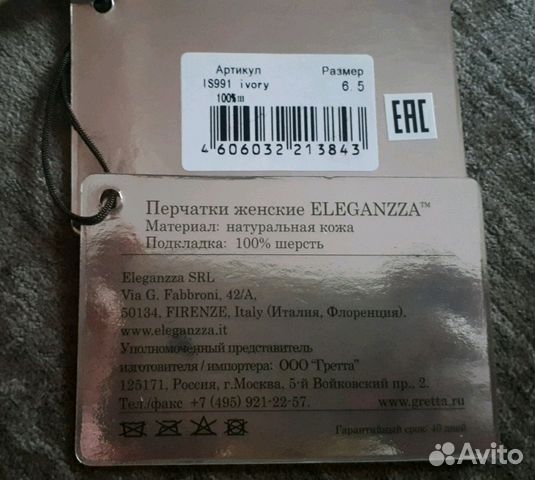 Артикул Размер
IS991 ivory 6.5
100%ш
EAC
4 606032 213843
Перчатки женские ELEGANZZA™
Материал: натуральная кожа
Подкладка: 100% шерсть
Eleganzza SRL
Via G. Fabbroni, 42/A,
50134. FIRENZE, Italy (Италия, Флоренция).
www.eleganzza.it
Уполномоченный представитель
изготовителя / импортера: ООО "Гретта"
125171, Россия, г.Москва, 5-й Войковский пр., 2.
Тел./факс +7 (495) 921-22-57. www.gretta.ru
Гарантийный срок 40 дней
Avito